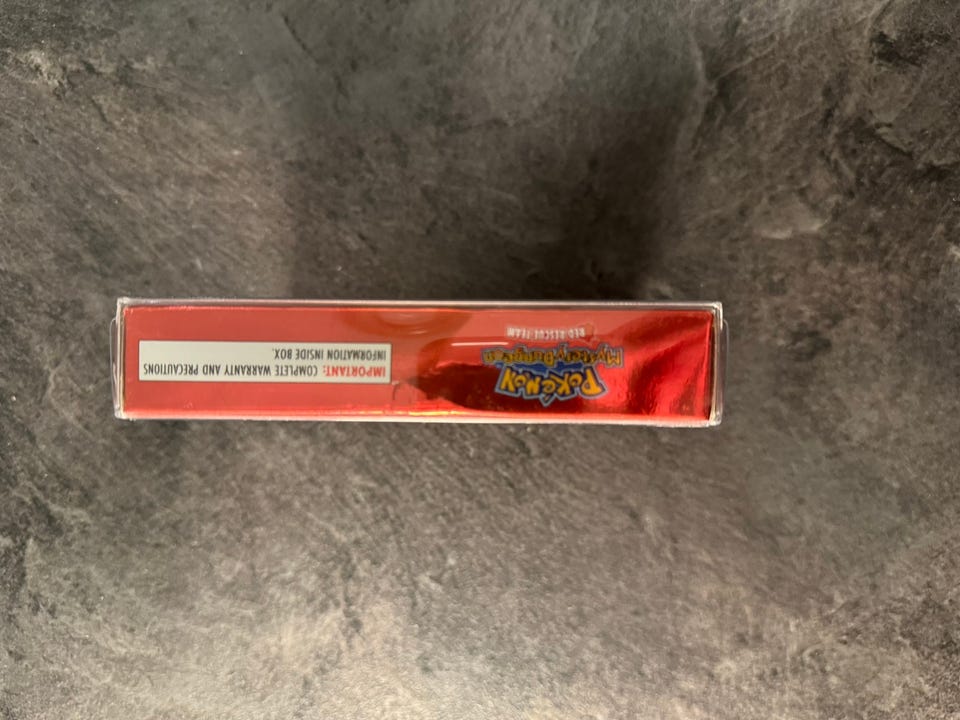 POKéMON
Mystery Dungeon
RED RESCUE TEAM
IMPORTANT: COMPLETE WARRANTY AND PRECAUTIONS
INFORMATION INSIDE BOX.